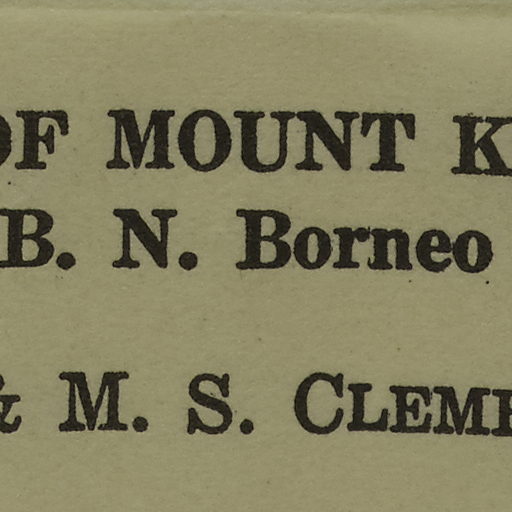 OF MOUNT K
B. N. Borneo
& M. S. CLEME